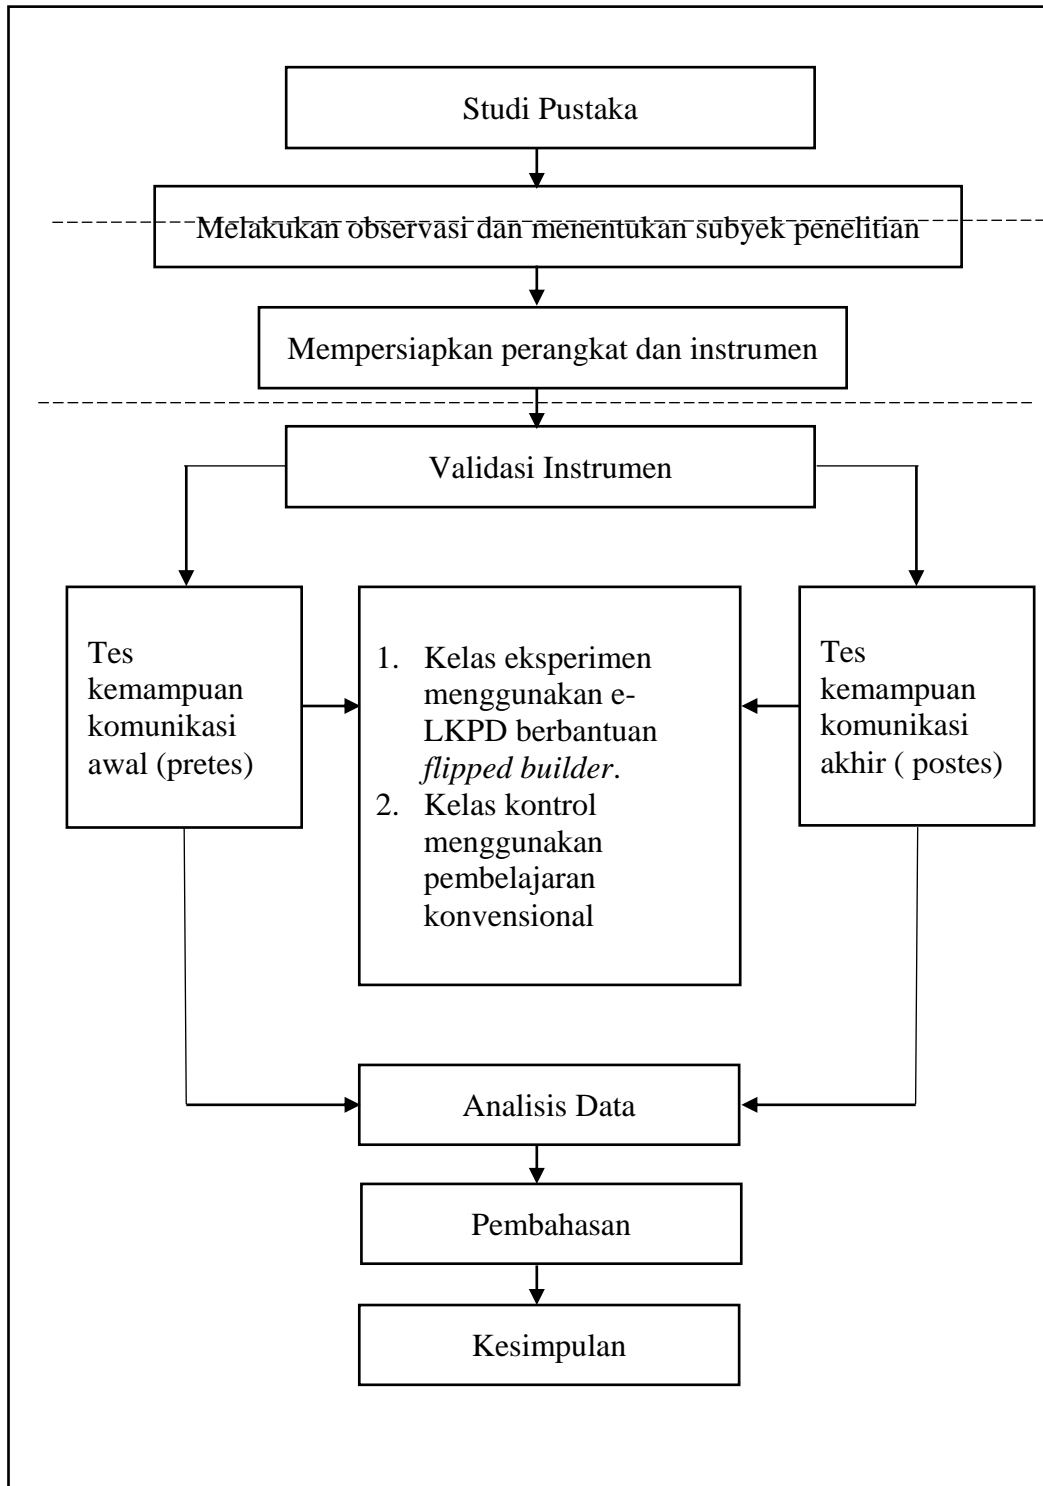 Studi Pustaka
Melakukan observasi dan menentukan subyek penelitian
Mempersiapkan perangkat dan instrumen
Validasi Instrumen
Tes
kemampuan
komunikasi
awal (pretes)
1. Kelas eksperimen
menggunakan e-
LKPD berbantuan
flipped builder.
2. Kelas kontrol
menggunakan
pembelajaran
konvensional
Tes
kemampuan
komunikasi
akhir ( postes)
Analisis Data
Pembahasan
Kesimpulan